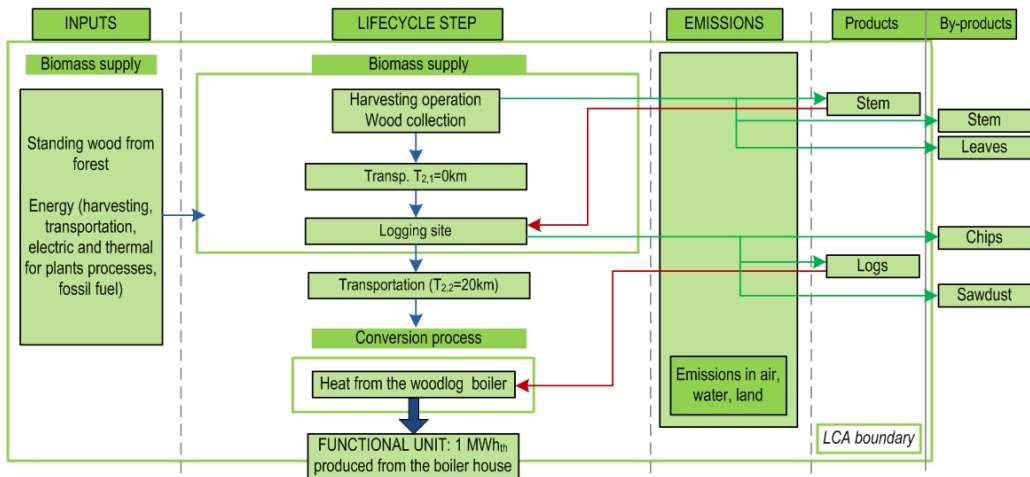 INPUTS
LIFECYCLE STEP
EMISSIONS
Products
By-products
Biomass supply
Biomass supply
Standing wood from
forest
Energy (harvesting,
transportation,
electric and thermal
for plants processes,
fossil fuel)
Harvesting operation
Wood collection
Transp. T2,1=0km
Logging site
Transportation (T2,2=20km)
Conversion process
Heat from the woodlog boiler
FUNCTIONAL UNIT: 1 MWhth
produced from the boiler house
Emissions in air,
water, land
Stem
Logs
Stem
Leaves
Chips
Sawdust
LCA boundary